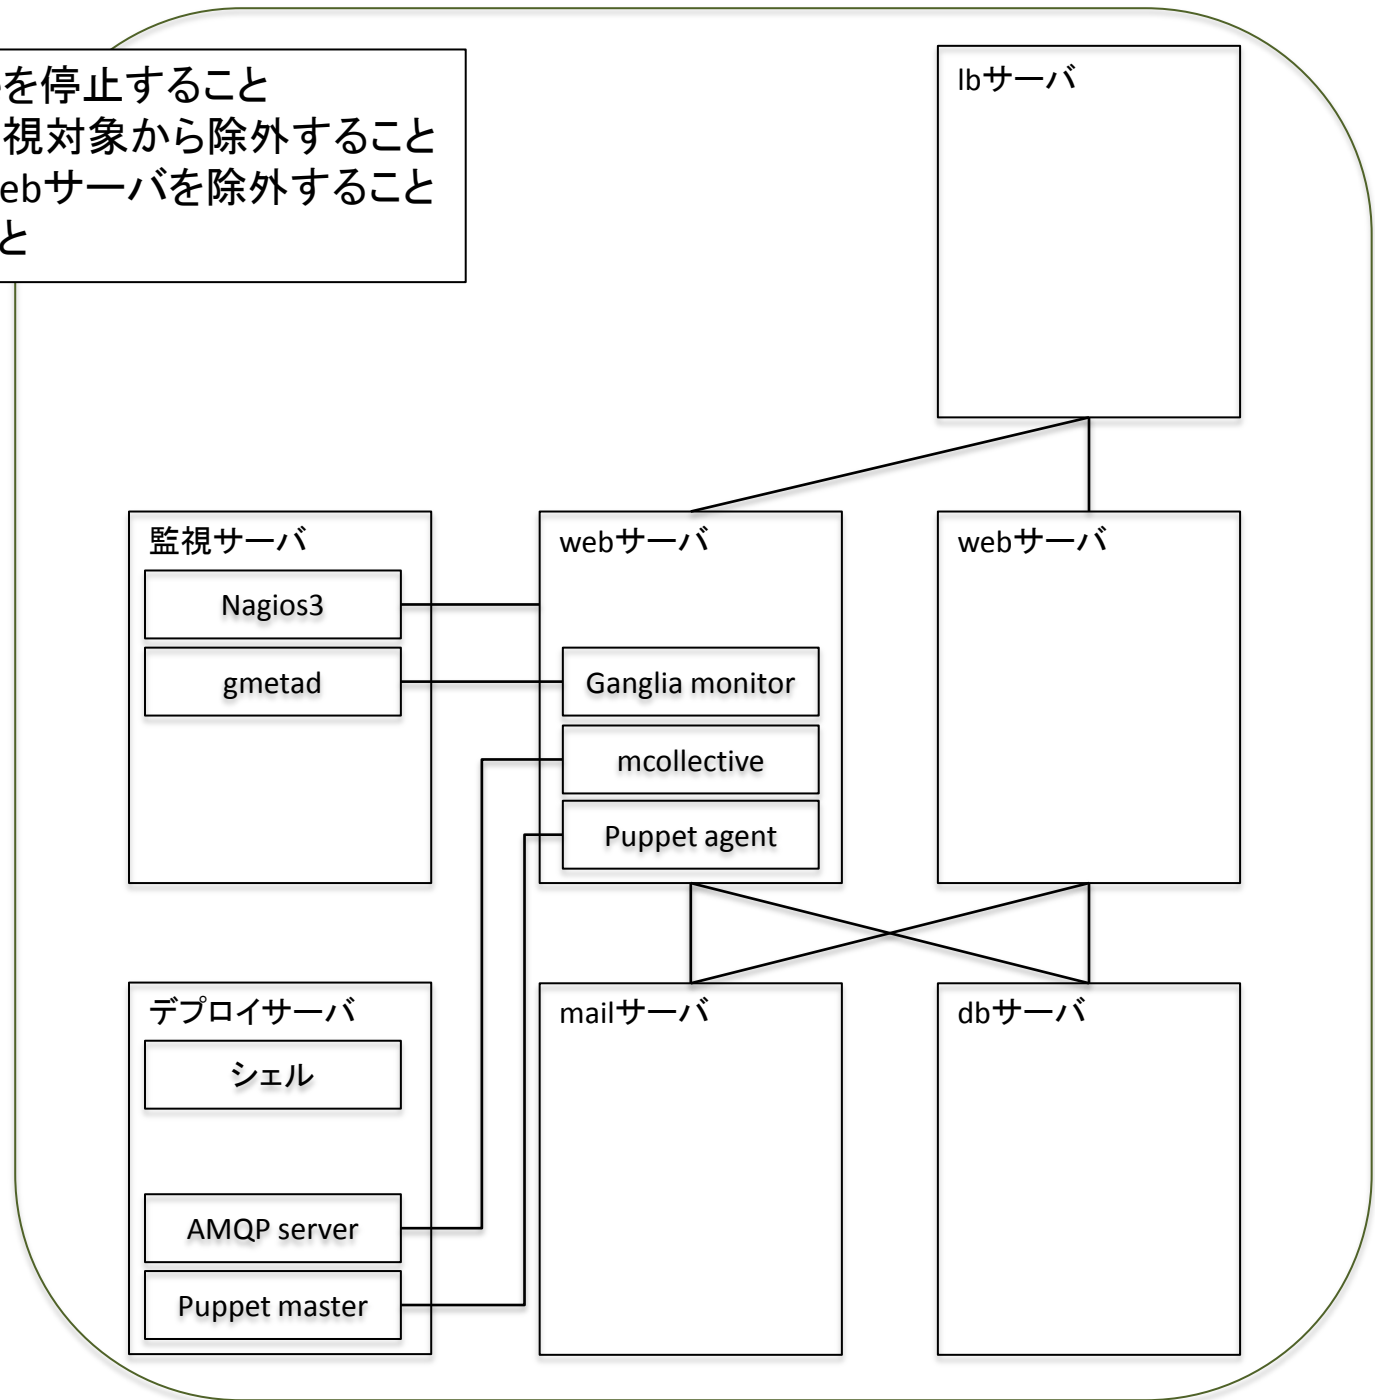 を停止すること
視対象から除外すること
ebサーバを除外すること
と
lbサーバ
監視サーバ
Nagios3
gmetad
webサーバ
Ganglia monitor
mcollective
Puppet agent
webサーバ
デプロイサーバ
シェル
AMQP server
Puppet master
mailサーバ
dbサーバ